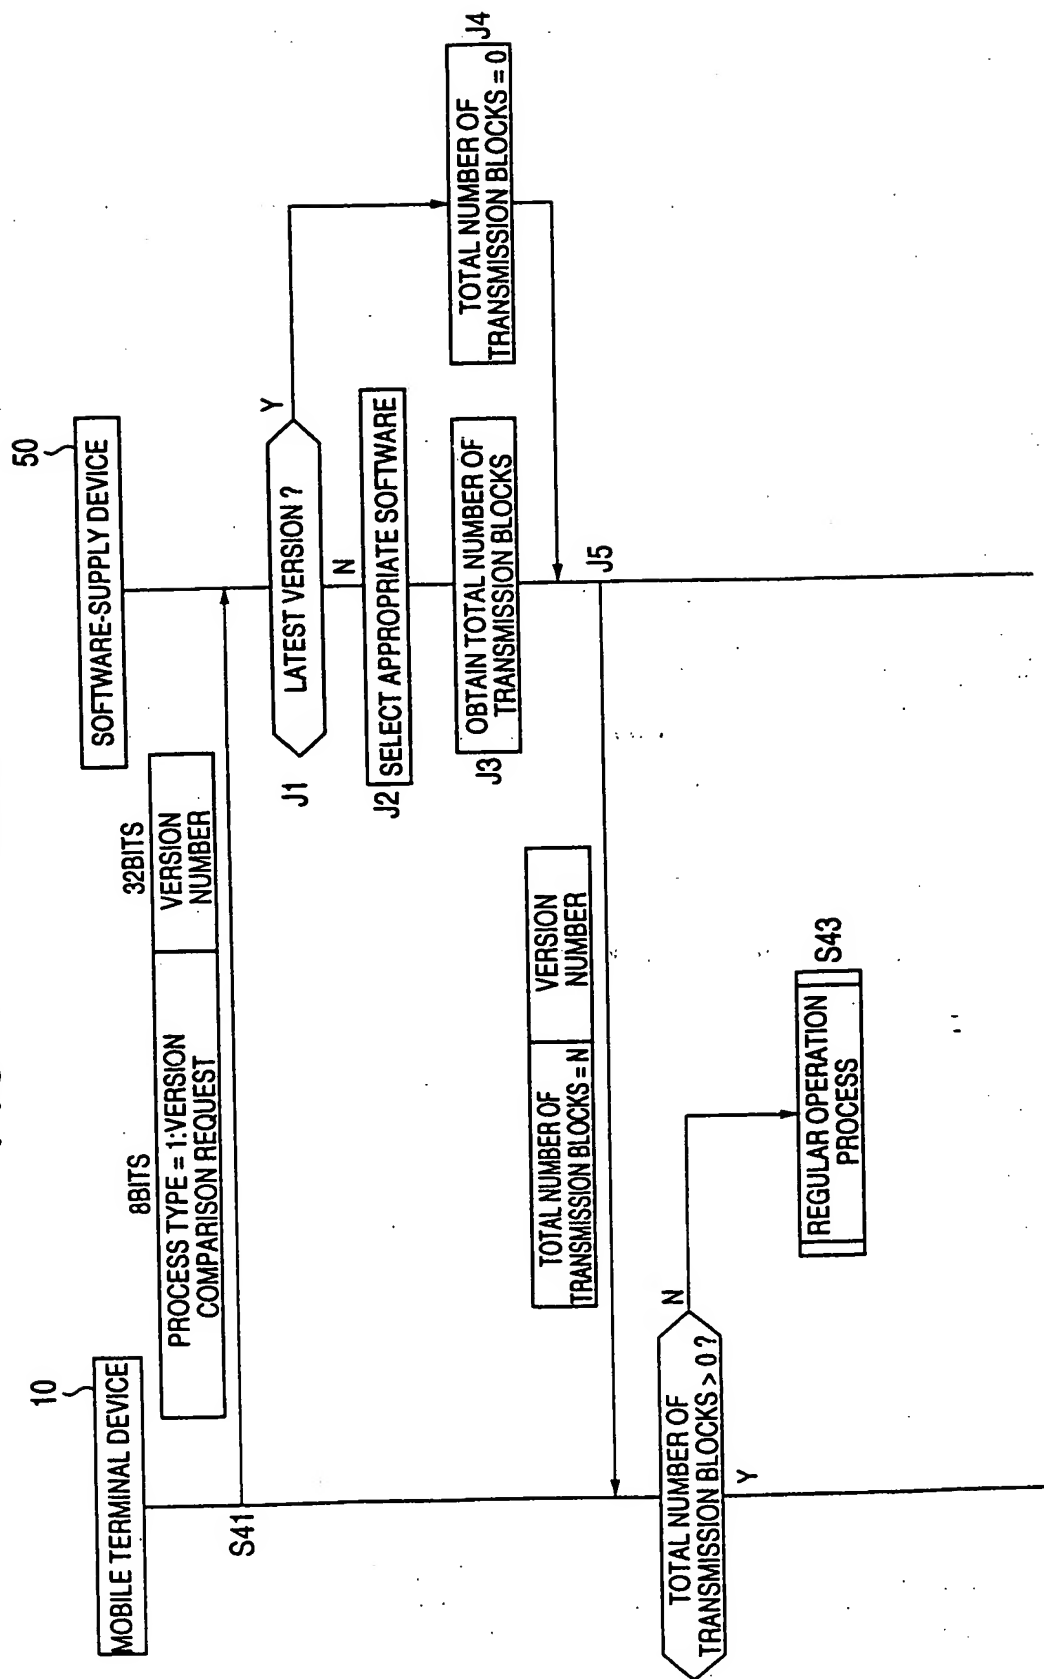 10
MOBILE TERMINAL DEVICE
50
SOFTWARE-SUPPLY DEVICE
8BITS
32BITS
PROCESS TYPE = 1:VERSION
COMPARISON REQUEST
VERSION
NUMBER
S41
J1
LATEST VERSION ?
Y
N
J2
SELECT APPROPRIATE SOFTWARE
J3
OBTAIN TOTAL NUMBER OF
TRANSMISSION BLOCKS
TOTAL NUMBER OF
TRANSMISSION BLOCKS = 0
J4
J5
TOTAL NUMBER OF
TRANSMISSION BLOCKS = N
VERSION
NUMBER
TOTAL NUMBER OF
TRANSMISSION BLOCKS > 0 ?
N
Y
REGULAR OPERATION
PROCESS
S43